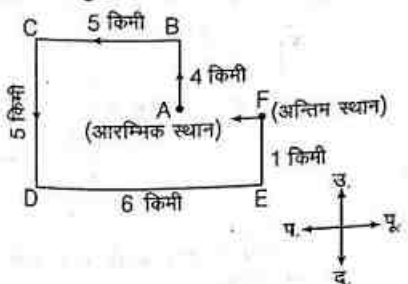 5 किमी
C B
4 किमी
A F (अन्तिम स्थान)
(आरम्भिक स्थान)
5 किमी
1 किमी
D E
6 किमी
उ.
प. पू.
द.